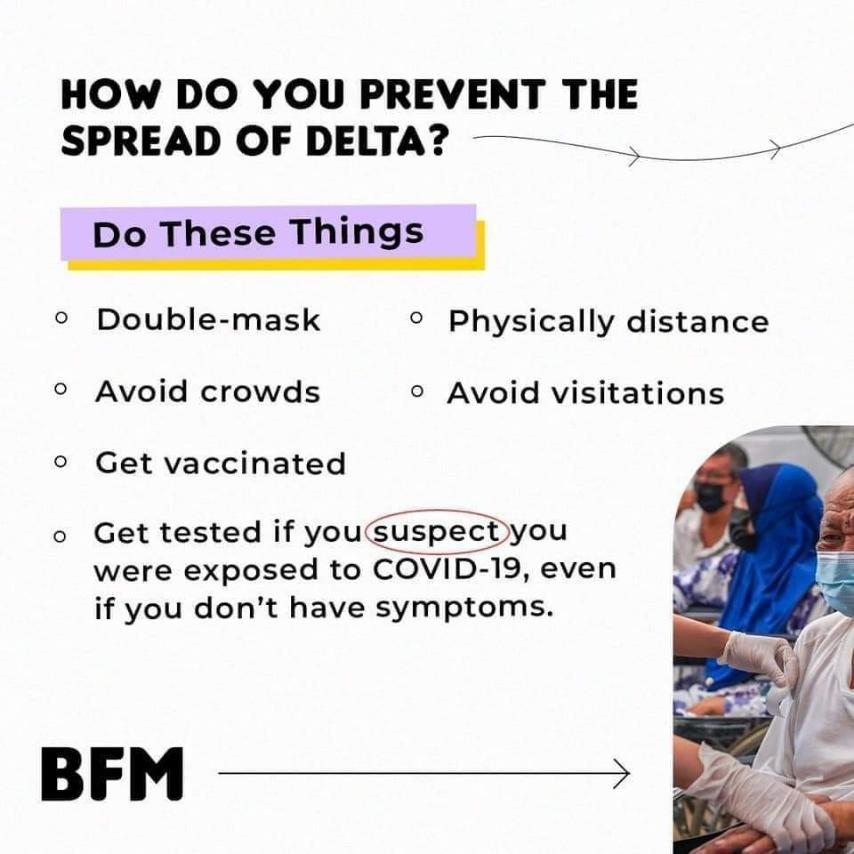 HOW DO YOU PREVENT THE
SPREAD OF DELTA?
Do These Things
Double-mask
Physically distance
Avoid crowds
Avoid visitations
Get vaccinated
Get tested if you suspect you
were exposed to COVID-19, even
if you don't have symptoms.
BFM